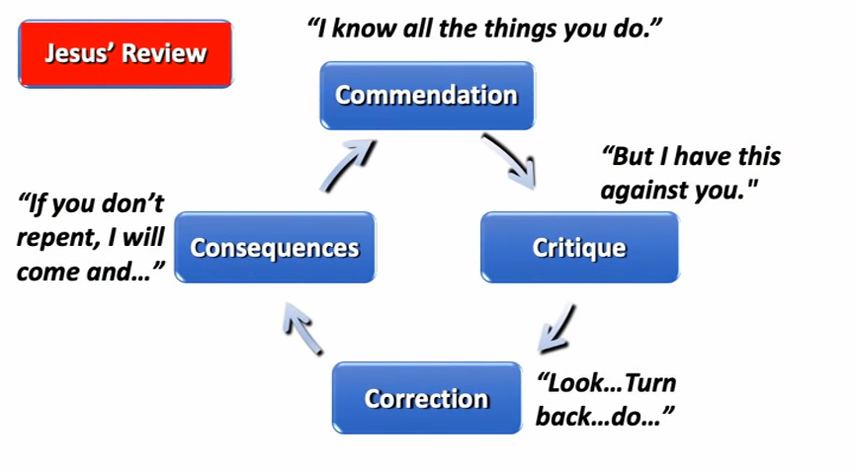 Jesus’ Review
“I know all the things you do.”
Commendation
“But I have this
against you."
Critique
“Look…Turn
back…do…”
Correction
“If you don’t
repent, I will
come and…”
Consequences